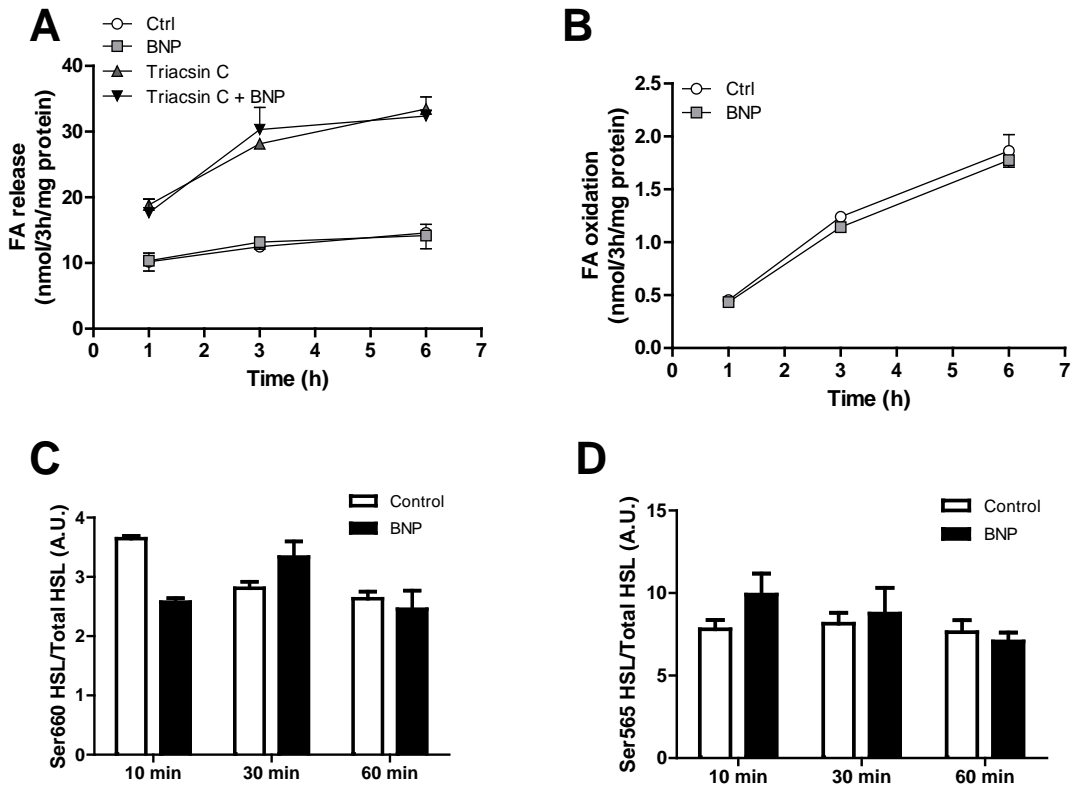 A
Ctrl
BNP
Triacsin C
Triacsin C + BNP
FA release
(nmol/3h/mg protein)
40
30
20
10
0
0 1 2 3 4 5 6 7
Time (h)
B
Ctrl
BNP
FA oxidation
(nmol/3h/mg protein)
2.5
2.0
1.5
1.0
0.5
0.0
0 1 2 3 4 5 6 7
Time (h)
C
Control
BNP
Ser660 HSL/Total HSL (A.U.)
4
3
2
1
0
10 min 30 min 60 min
D
Control
BNP
Ser565 HSL/Total HSL (A.U.)
15
10
5
0
10 min 30 min 60 min